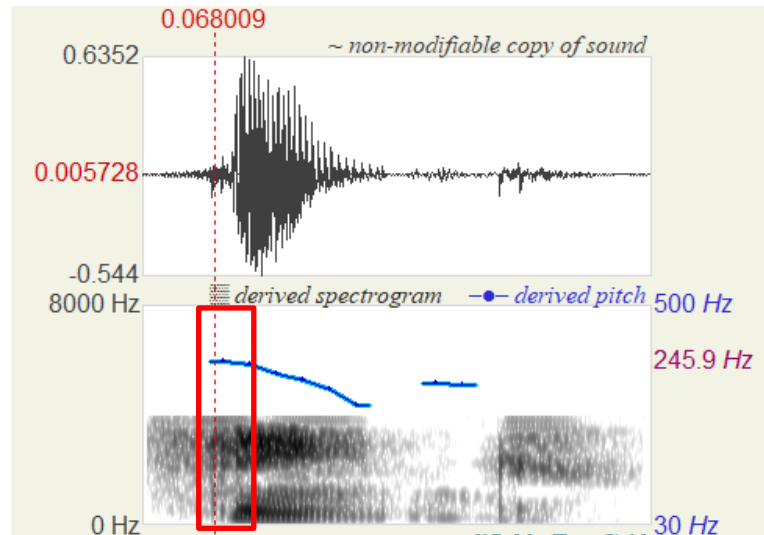 0.068009
0.6352 ~ non-modifiable copy of sound
0.005728
-0.544
derived spectrogram derived pitch
8000 Hz 500 Hz
245.9 Hz
0 Hz 30 Hz